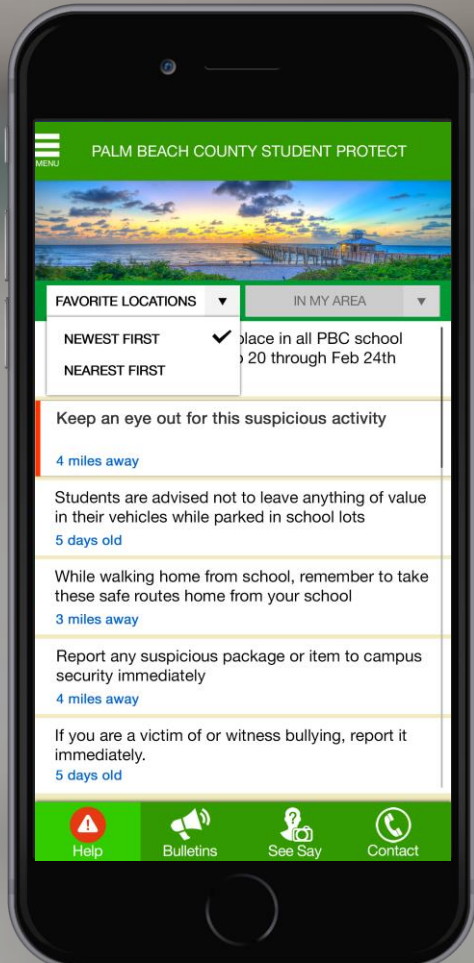 PALM BEACH COUNTY STUDENT PROTECT
MENU
FAVORITE LOCATIONS
IN MY AREA
NEWEST FIRST
NEAREST FIRST
place in all PBC school
20 through Feb 24th
Keep an eye out for this suspicious activity
4 miles away
Students are advised not to leave anything of value
in their vehicles while parked in school lots
5 days old
While walking home from school, remember to take
these safe routes home from your school
3 miles away
Report any suspicious package or item to campus
security immediately
4 miles away
If you are a victim of or witness bullying, report it
immediately.
5 days old
Help
Bulletins
See Say
Contact